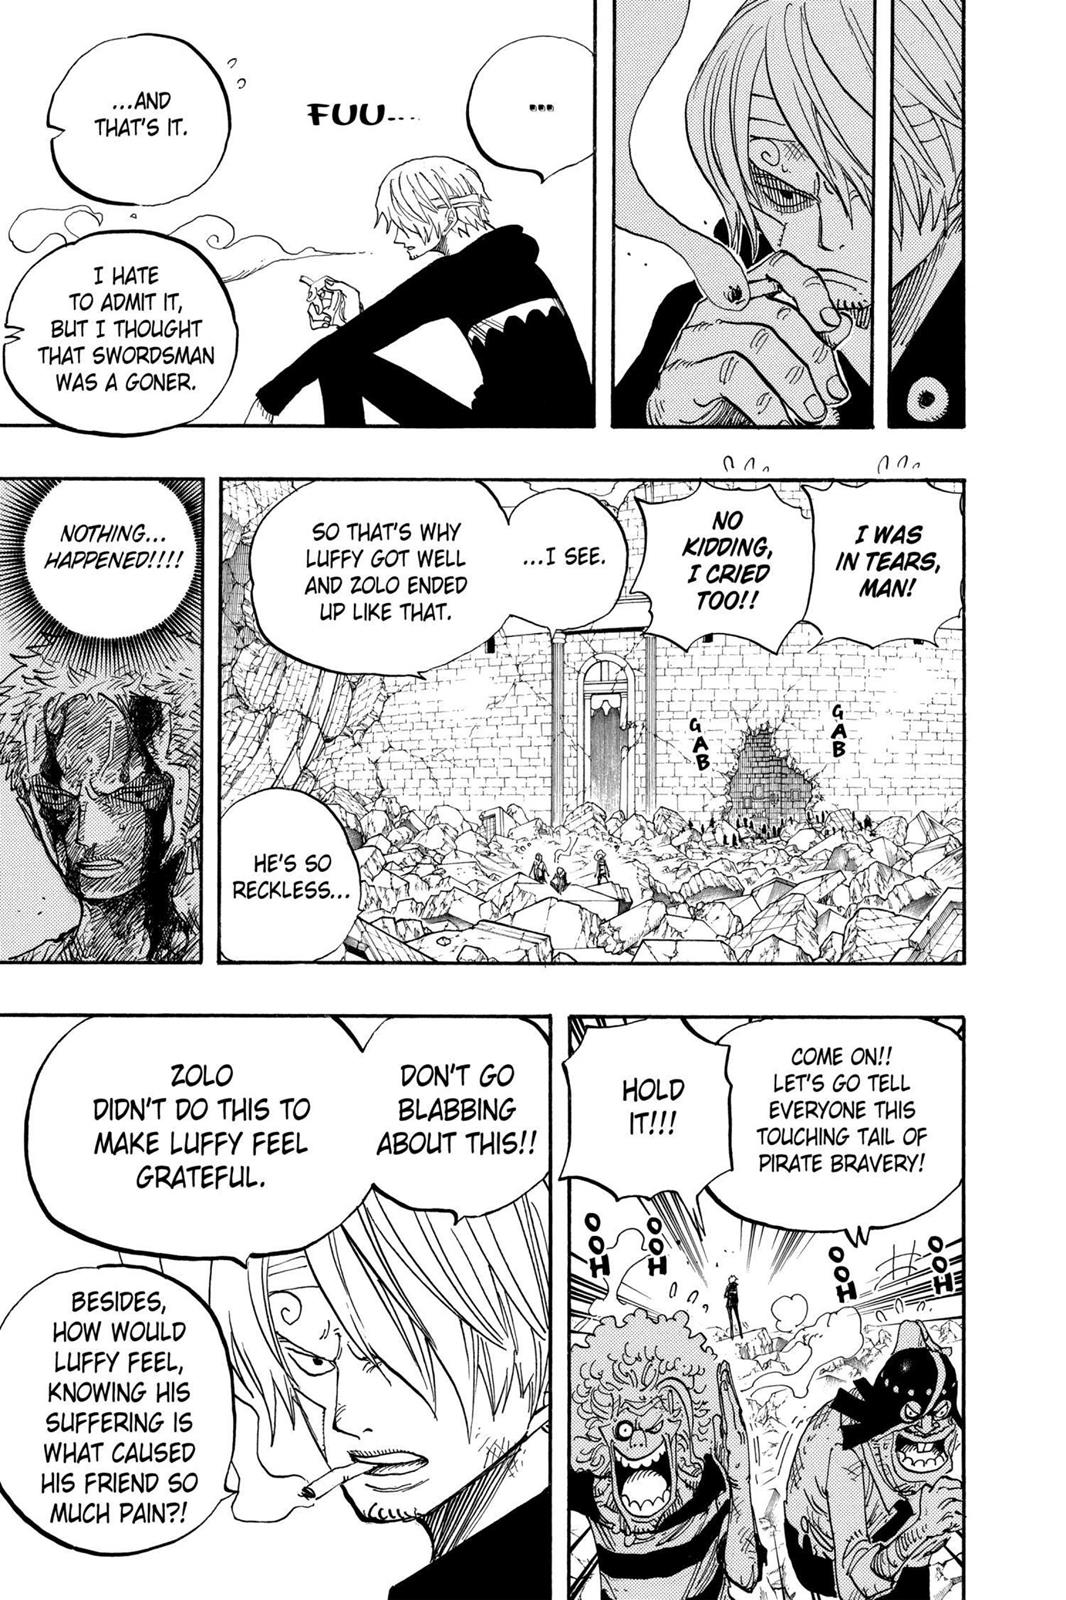 ...
FUU....
...AND
THAT'S IT.
I HATE
TO ADMIT IT,
BUT I THOUGHT
THAT SWORDSMAN
WAS A GONER.
I WAS
IN TEARS,
MAN!
NO
KIDDING,
I CRIED
TOO!!
GAB
GAB
...I SEE.
SO THAT'S WHY
LUFFY GOT WELL
AND ZOLO ENDED
UP LIKE THAT.
HE'S SO
RECKLESS...
NOTHING...
HAPPENED!!!!
COME ON!!
LET'S GO TELL
EVERYONE THIS
TOUCHING TAIL OF
PIRATE BRAVERY!
HOLD
IT!!!
OOH
OOH
OOH
OOH
DON'T GO
BLABBING
ABOUT THIS!!
ZOLO
DIDN'T DO THIS TO
MAKE LUFFY FEEL
GRATEFUL.
BESIDES,
HOW WOULD
LUFFY FEEL,
KNOWING HIS
SUFFERING IS
WHAT CAUSED
HIS FRIEND SO
MUCH PAIN?!